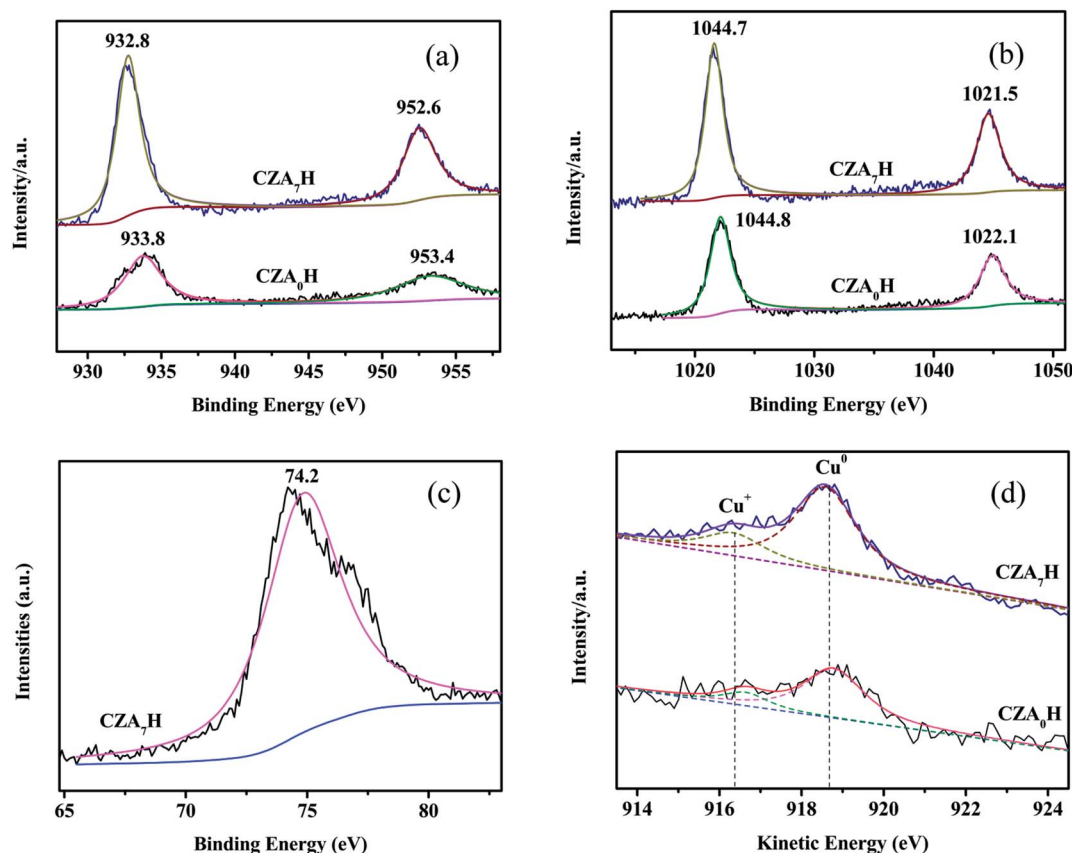 (a)
932.8
952.6
CZA₇H
933.8
953.4
CZA₀H
Intensity/a.u.
930 935 940 945 950 955
Binding Energy (eV)
(b)
1044.7
1021.5
CZA₇H
1044.8
1022.1
CZA₀H
Intensity/a.u.
1020 1030 1040 1050
Binding Energy (eV)
(c)
74.2
CZA₇H
Intensities (a.u.)
65 70 75 80
Binding Energy (eV)
(d)
Cu⁰
Cu⁺
CZA₇H
CZA₀H
Intensity/a.u.
914 916 918 920 922 924
Kinetic Energy (eV)